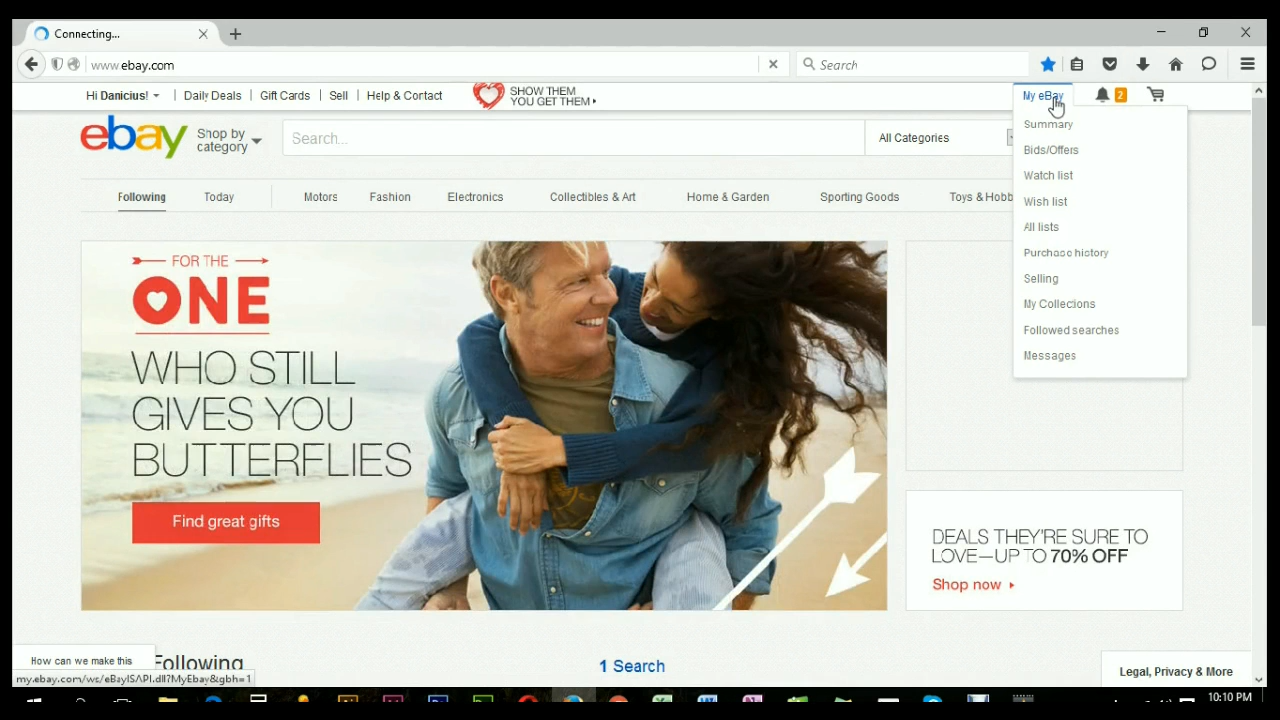 Connecting...
www.ebay.com
Search
Hi Danicius!
Daily Deals
Gift Cards
Sell
Help & Contact
SHOW THEM
YOU GET THEM
My eBay
2
ebay
Shop by
category
Search...
All Categories
Summary
Bids/Offers
Watch list
Wish list
All lists
Purchase history
Selling
My Collections
Followed searches
Messages
Following
Today
Motors
Fashion
Electronics
Collectibles & Art
Home & Garden
Sporting Goods
Toys & Hobb
FOR THE
ONE
WHO STILL
GIVES YOU
BUTTERFLIES
Find great gifts
DEALS THEY'RE SURE TO
LOVE—UP TO 70% OFF
Shop now
How can we make this
Following
1 Search
Legal, Privacy & More
my.ebay.com/ws/eBayISAPI.dll?MyEbay&gbh=1
10:10 PM